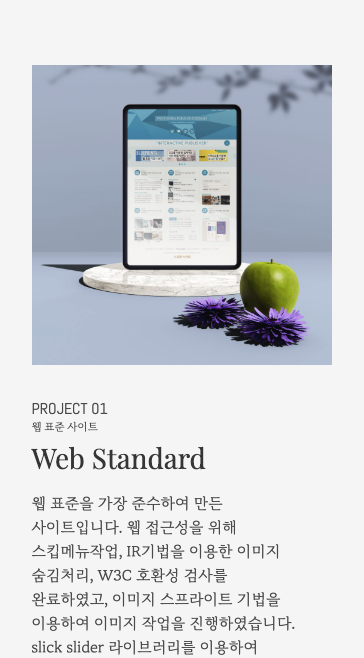 INTERACTIVE PUBLISHER
PROJECT 01
웹 표준 사이트
Web Standard
웹 표준을 가장 준수하여 만든
사이트입니다. 웹 접근성을 위해
스킵메뉴작업, IR기법을 이용한 이미지
숨김처리, W3C 호환성 검사를
완료하였고, 이미지 스프라이트 기법을
이용하여 이미지 작업을 진행하였습니다.
slick slider 라이브러리를 이용하여